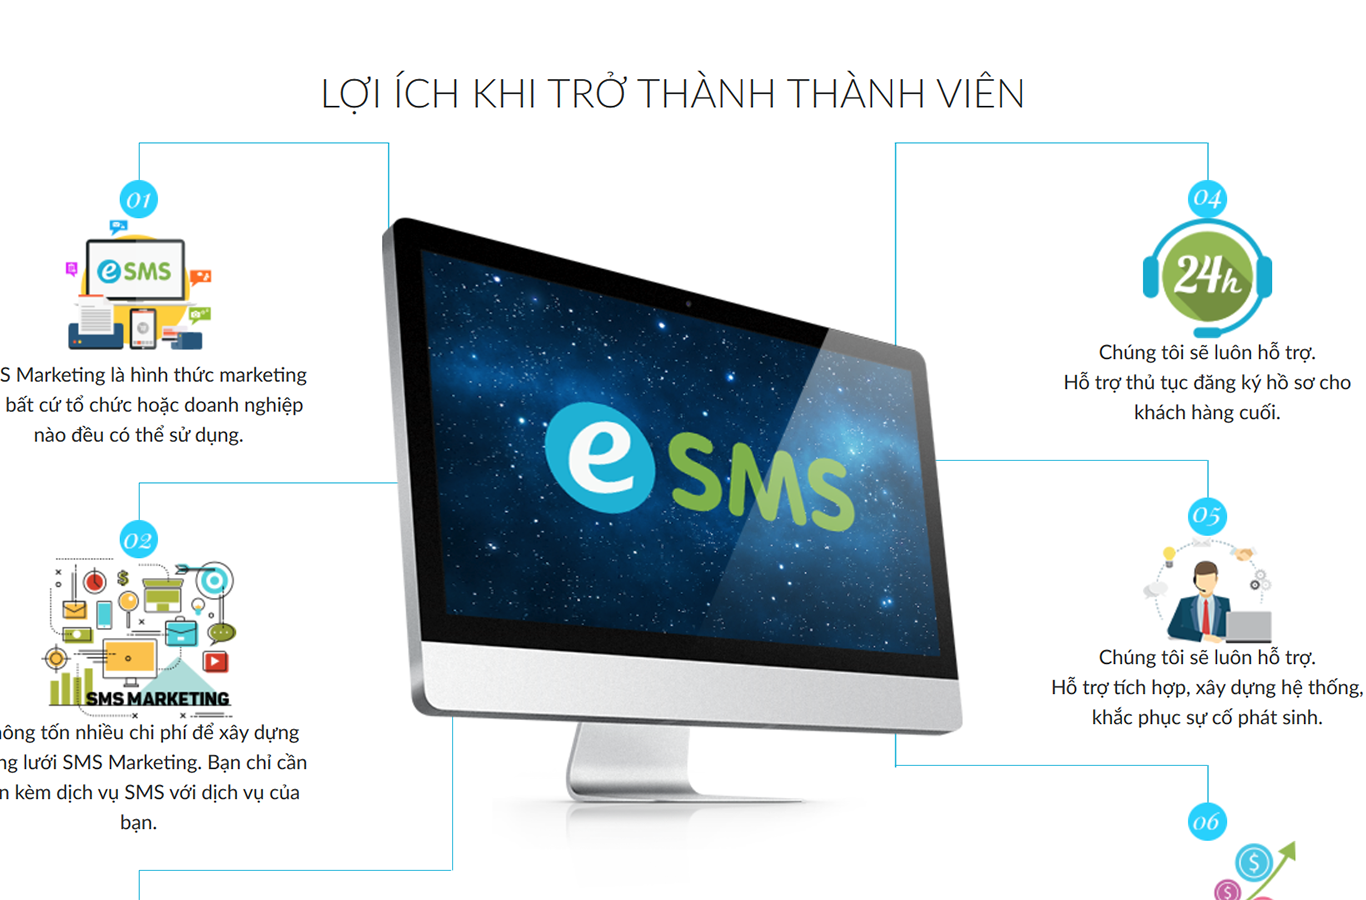 LỢI ÍCH KHI TRỞ THÀNH THÀNH VIÊN
01
eSMS
S Marketing là hình thức marketing
bất cứ tổ chức hoặc doanh nghiệp
nào đều có thể sử dụng.
02
SMS MARKETING
tốn nhiều chi phí để xây dựng
lưới SMS Marketing. Bạn chỉ cần
kèm dịch vụ SMS với dịch vụ của
bạn.
eSMS
04
24h
Chúng tôi sẽ luôn hỗ trợ.
Hỗ trợ thủ tục đăng ký hồ sơ cho
khách hàng cuối.
05
Chúng tôi sẽ luôn hỗ trợ.
Hỗ trợ tích hợp, xây dựng hệ thống,
khắc phục sự cố phát sinh.
06